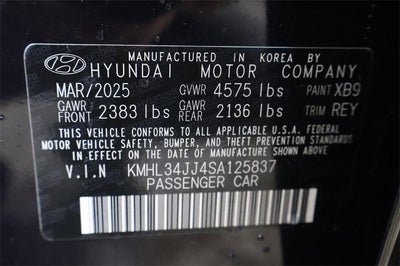 MANUFACTURED IN KOREA BY
HYUNDAI MOTOR COMPANY
MAR/2025 GVWR 4575 lbs PAINT XB9
GAWR FRONT 2383 lbs GAWR REAR 2136 lbs TRIM REY
THIS VEHICLE CONFORMS TO ALL APPLICABLE U.S.A. FEDERAL
MOTOR VEHICLE SAFETY, BUMPER, AND THEFT PREVENTION STANDARDS
IN EFFECT ON THE DATE OF MANUFACTURE SHOWN ABOVE.
V.I.N KMHL34JJ4SA125837
PASSENGER CAR